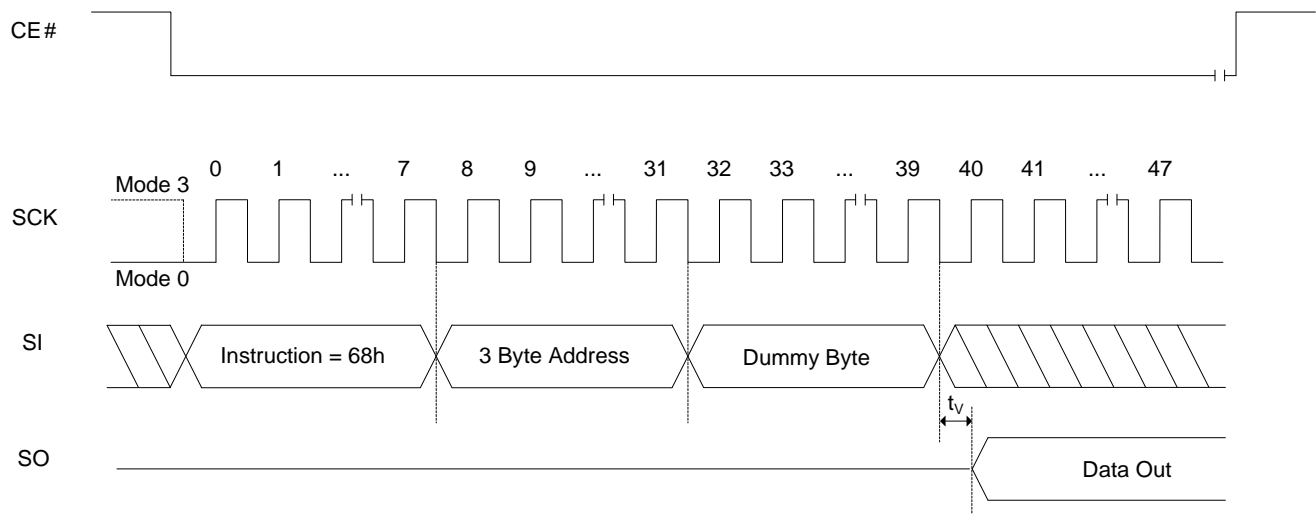 CE#
0 1 ... 7 8 9 ... 31 32 33 ... 39 40 41 ... 47
Mode 3
SCK
Mode 0
SI
Instruction = 68h
3 Byte Address
Dummy Byte
tV
SO
Data Out